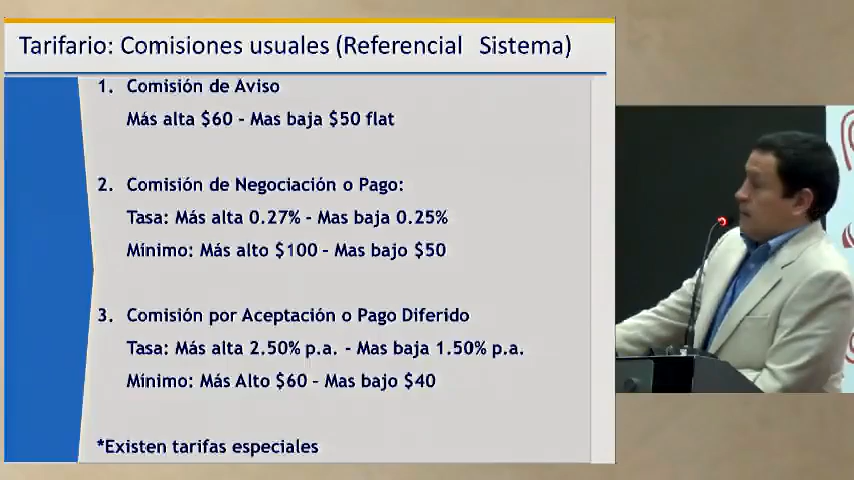 Tarifario: Comisiones usuales (Referencial Sistema)
1. Comisión de Aviso
Más alta $60 - Mas baja $50 flat
2. Comisión de Negociación o Pago:
Tasa: Más alta 0.27% - Mas baja 0.25%
Mínimo: Más alto $100 - Mas bajo $50
3. Comisión por Aceptación o Pago Diferido
Tasa: Más alta 2.50% p.a. - Mas baja 1.50% p.a.
Mínimo: Más Alto $60 - Mas bajo $40
*Existen tarifas especiales